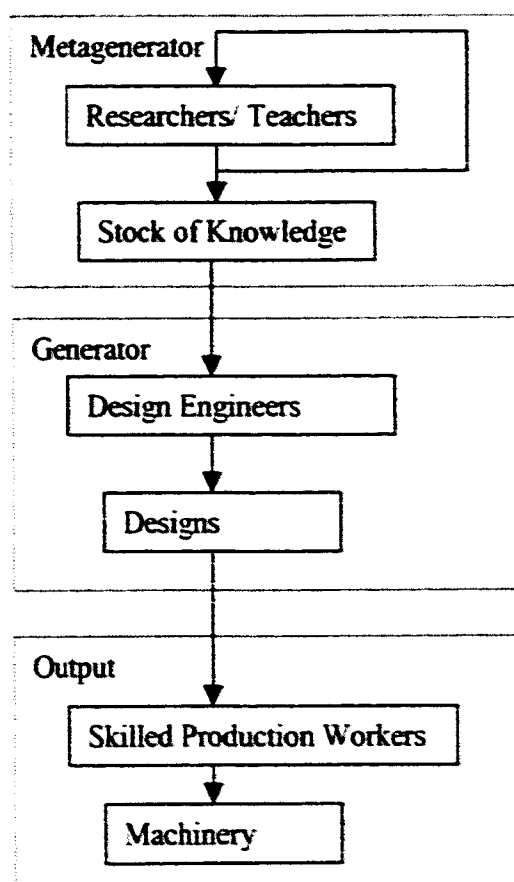 Metagenerator
Researchers/ Teachers
Stock of Knowledge
Generator
Design Engineers
Designs
Output
Skilled Production Workers
Machinery